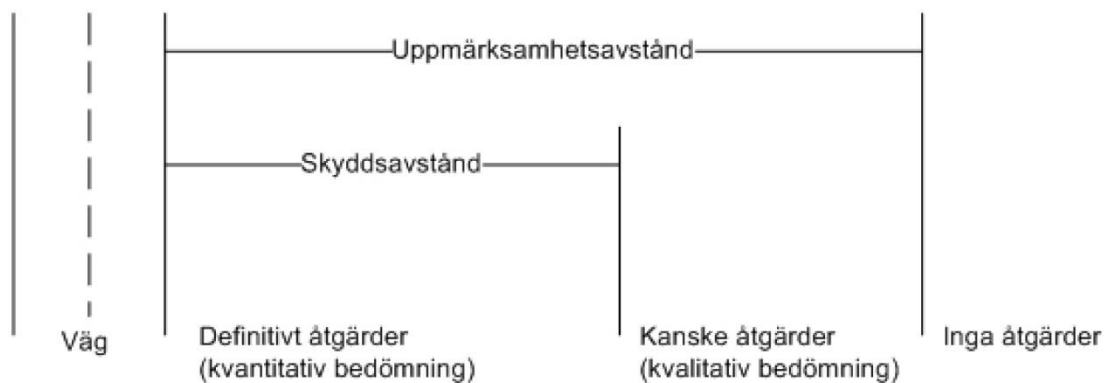 Uppmärksamhetsavstånd
Skyddsavstånd
Väg
Definitivt åtgärder
(kvantitativ bedömning)
Kanske åtgärder
(kvalitativ bedömning)
Inga åtgärder